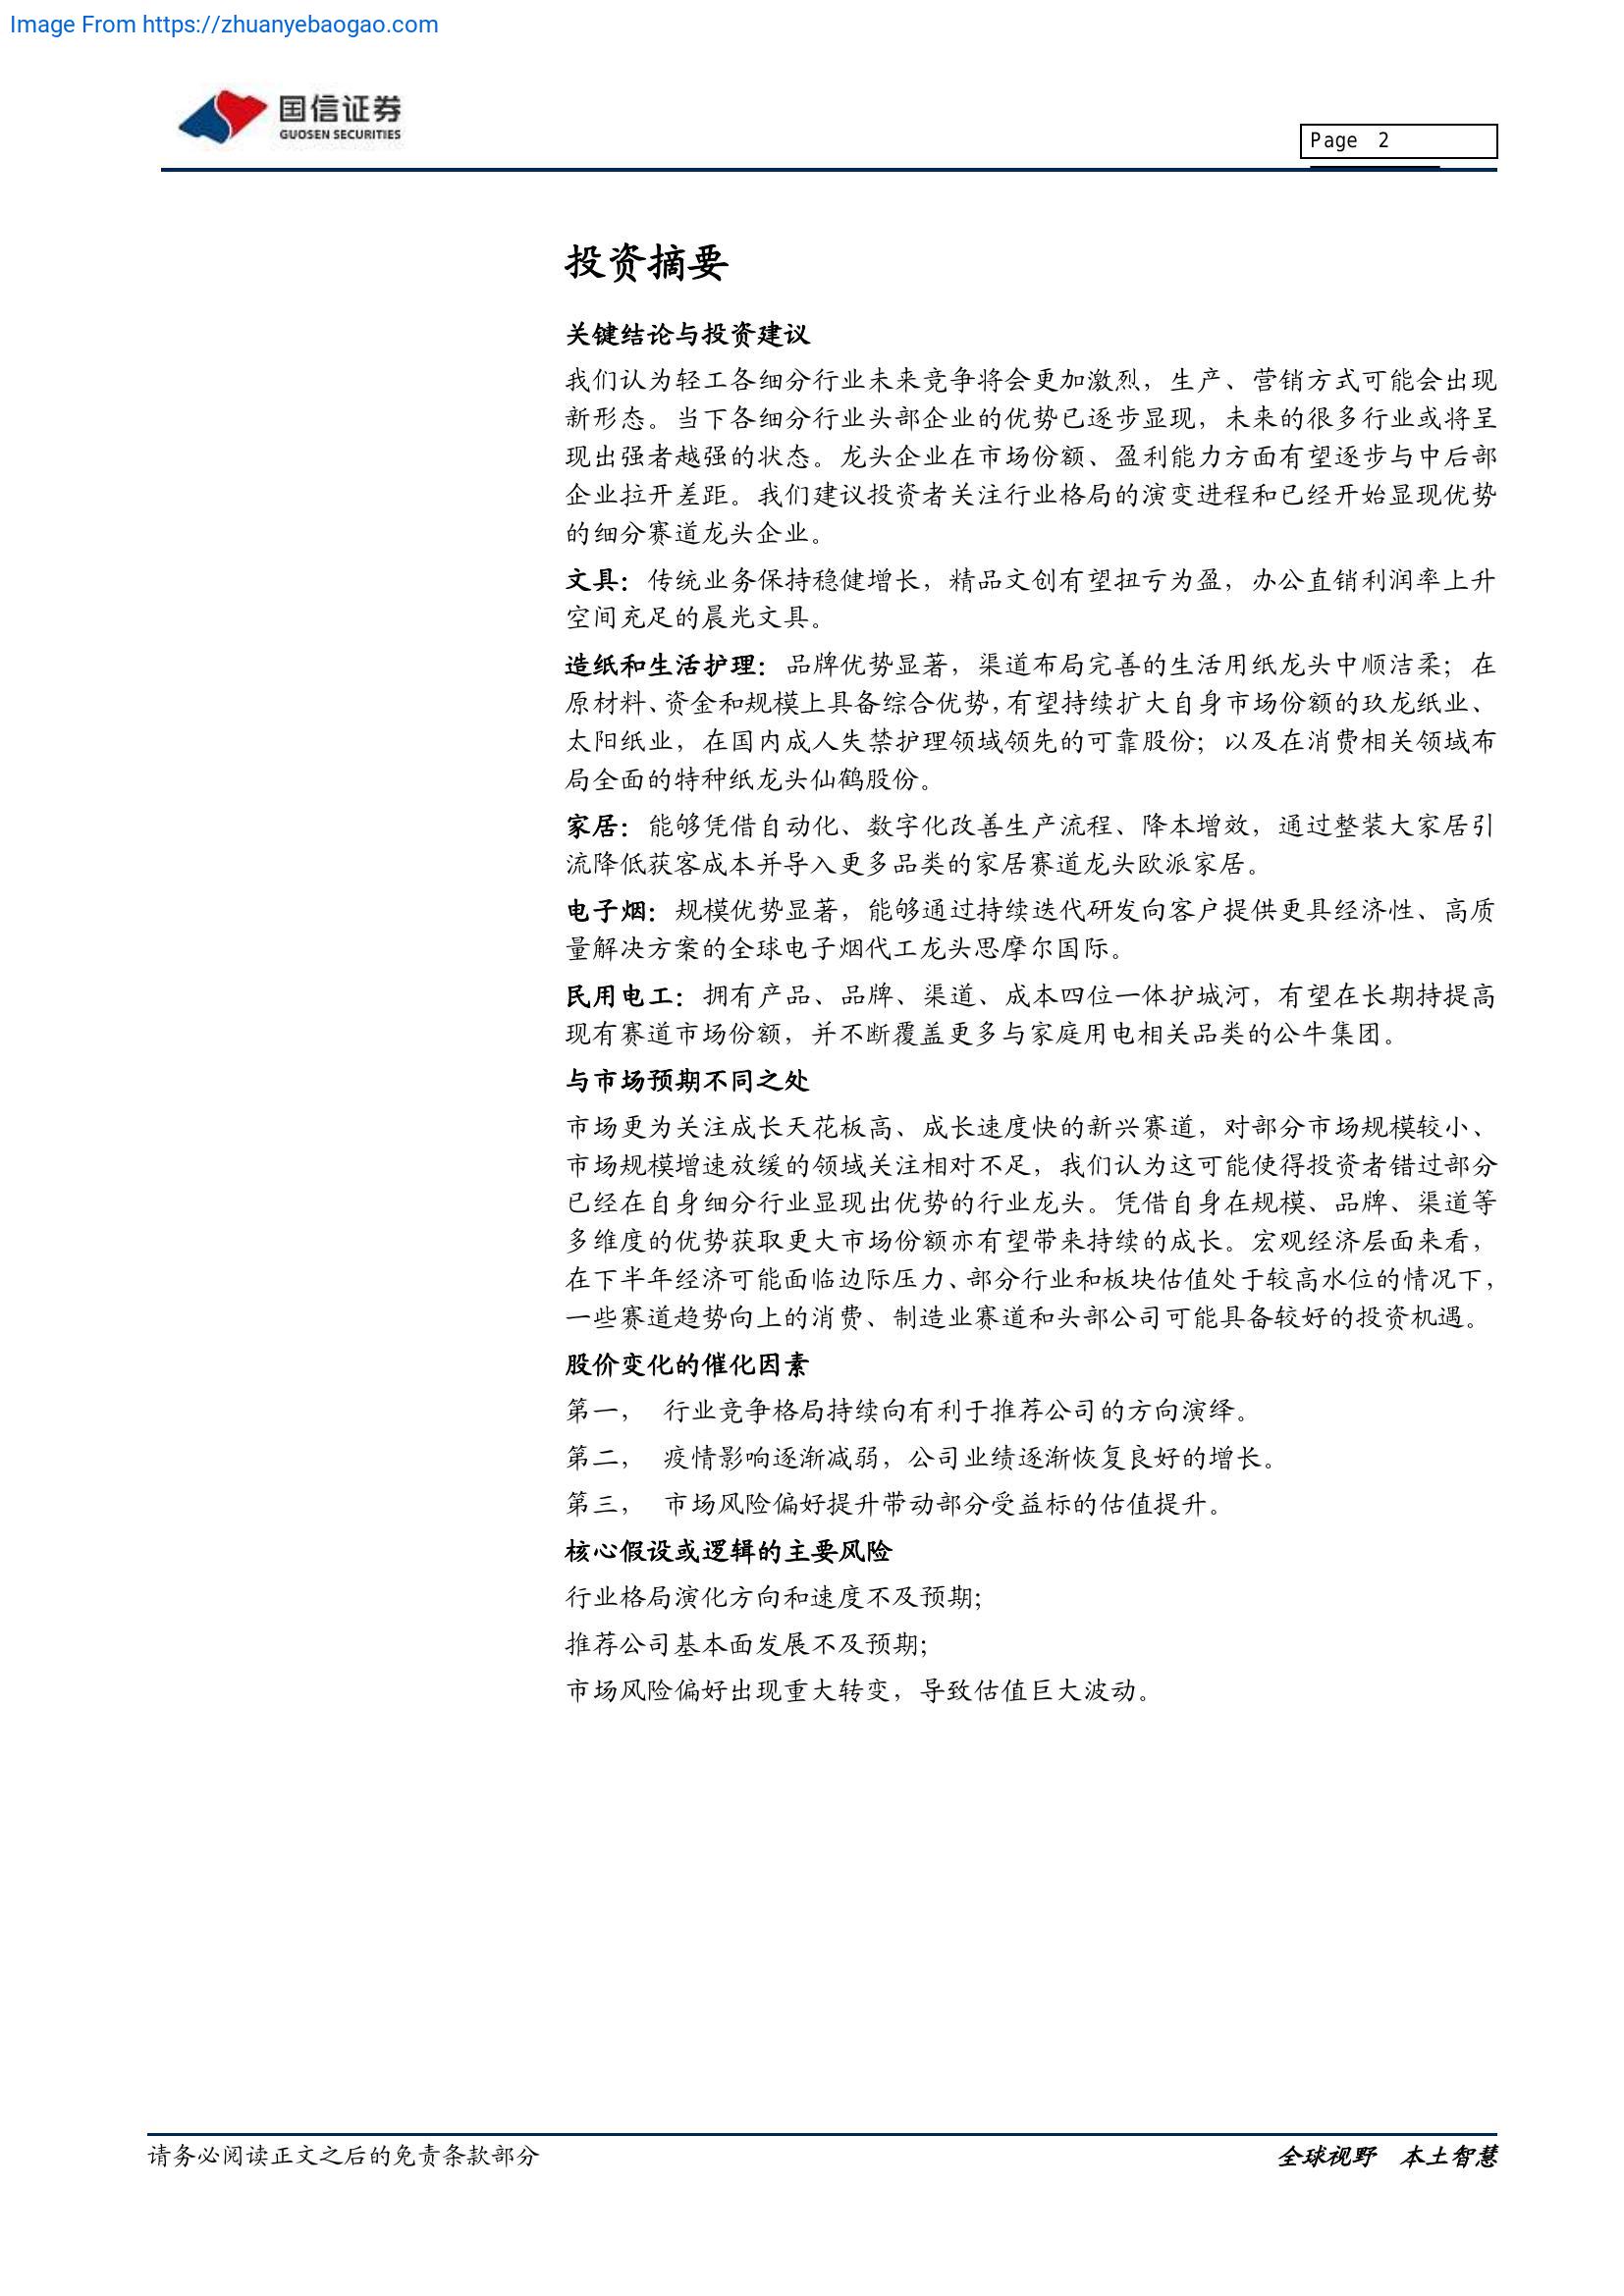 Image From https://zhuanyebaogao.com
国信证券
GUOSEN SECURITIES
Page 2
投资摘要
关键结论与投资建议
我们认为轻工各细分行业未来竞争将会更加激烈，生产、营销方式可能会出现
新形态。当下各细分行业头部企业的优势已逐步显现，未来的很多行业或将呈
现出强者越强的状态。龙头企业在市场份额、盈利能力方面有望逐步与中后部
企业拉开差距。我们建议投资者关注行业格局的演变进程和已经开始显现优势
的细分赛道龙头企业。
文具：传统业务保持稳健增长，精品文创有望扭亏为盈，办公直销利润率上升
空间充足的晨光文具。
造纸和生活护理：品牌优势显著，渠道布局完善的生活用纸龙头中顺洁柔；在
原材料、资金和规模上具备综合优势，有望持续扩大自身市场份额的玖龙纸业、
太阳纸业，在国内成人失禁护理领域领先的可靠股份；以及在消费相关领域布
局全面的特种纸龙头仙鹤股份。
家居：能够凭借自动化、数字化改善生产流程、降本增效，通过整装大家居引
流降低获客成本并导入更多品类的家居赛道龙头欧派家居。
电子烟：规模优势显著，能够通过持续迭代研发向客户提供更具经济性、高质
量解决方案的全球电子烟代工龙头思摩尔国际。
民用电工：拥有产品、品牌、渠道、成本四位一体护城河，有望在长期持提高
现有赛道市场份额，并不断覆盖更多与家庭用电相关品类的公牛集团。
与市场预期不同之处
市场更为关注成长天花板高、成长速度快的新兴赛道，对部分市场规模较小、
市场规模增速放缓的领域关注相对不足，我们认为这可能使得投资者错过部分
已经在自身细分行业显现出优势的行业龙头。凭借自身在规模、品牌、渠道等
多维度的优势获取更大市场份额亦有望带来持续的成长。宏观经济层面来看，
在下半年经济可能面临边际压力、部分行业和板块估值处于较高水位的情况下，
一些赛道趋势向上的消费、制造业赛道和头部公司可能具备较好的投资机遇。
股价变化的催化因素
第一， 行业竞争格局持续向有利于推荐公司的方向演绎。
第二， 疫情影响逐渐减弱，公司业绩逐渐恢复良好的增长。
第三， 市场风险偏好提升带动部分受益标的估值提升。
核心假设或逻辑的主要风险
行业格局演化方向和速度不及预期；
推荐公司基本面发展不及预期；
市场风险偏好出现重大转变，导致估值巨大波动。
请务必阅读正文之后的免责条款部分
全球视野 本土智慧